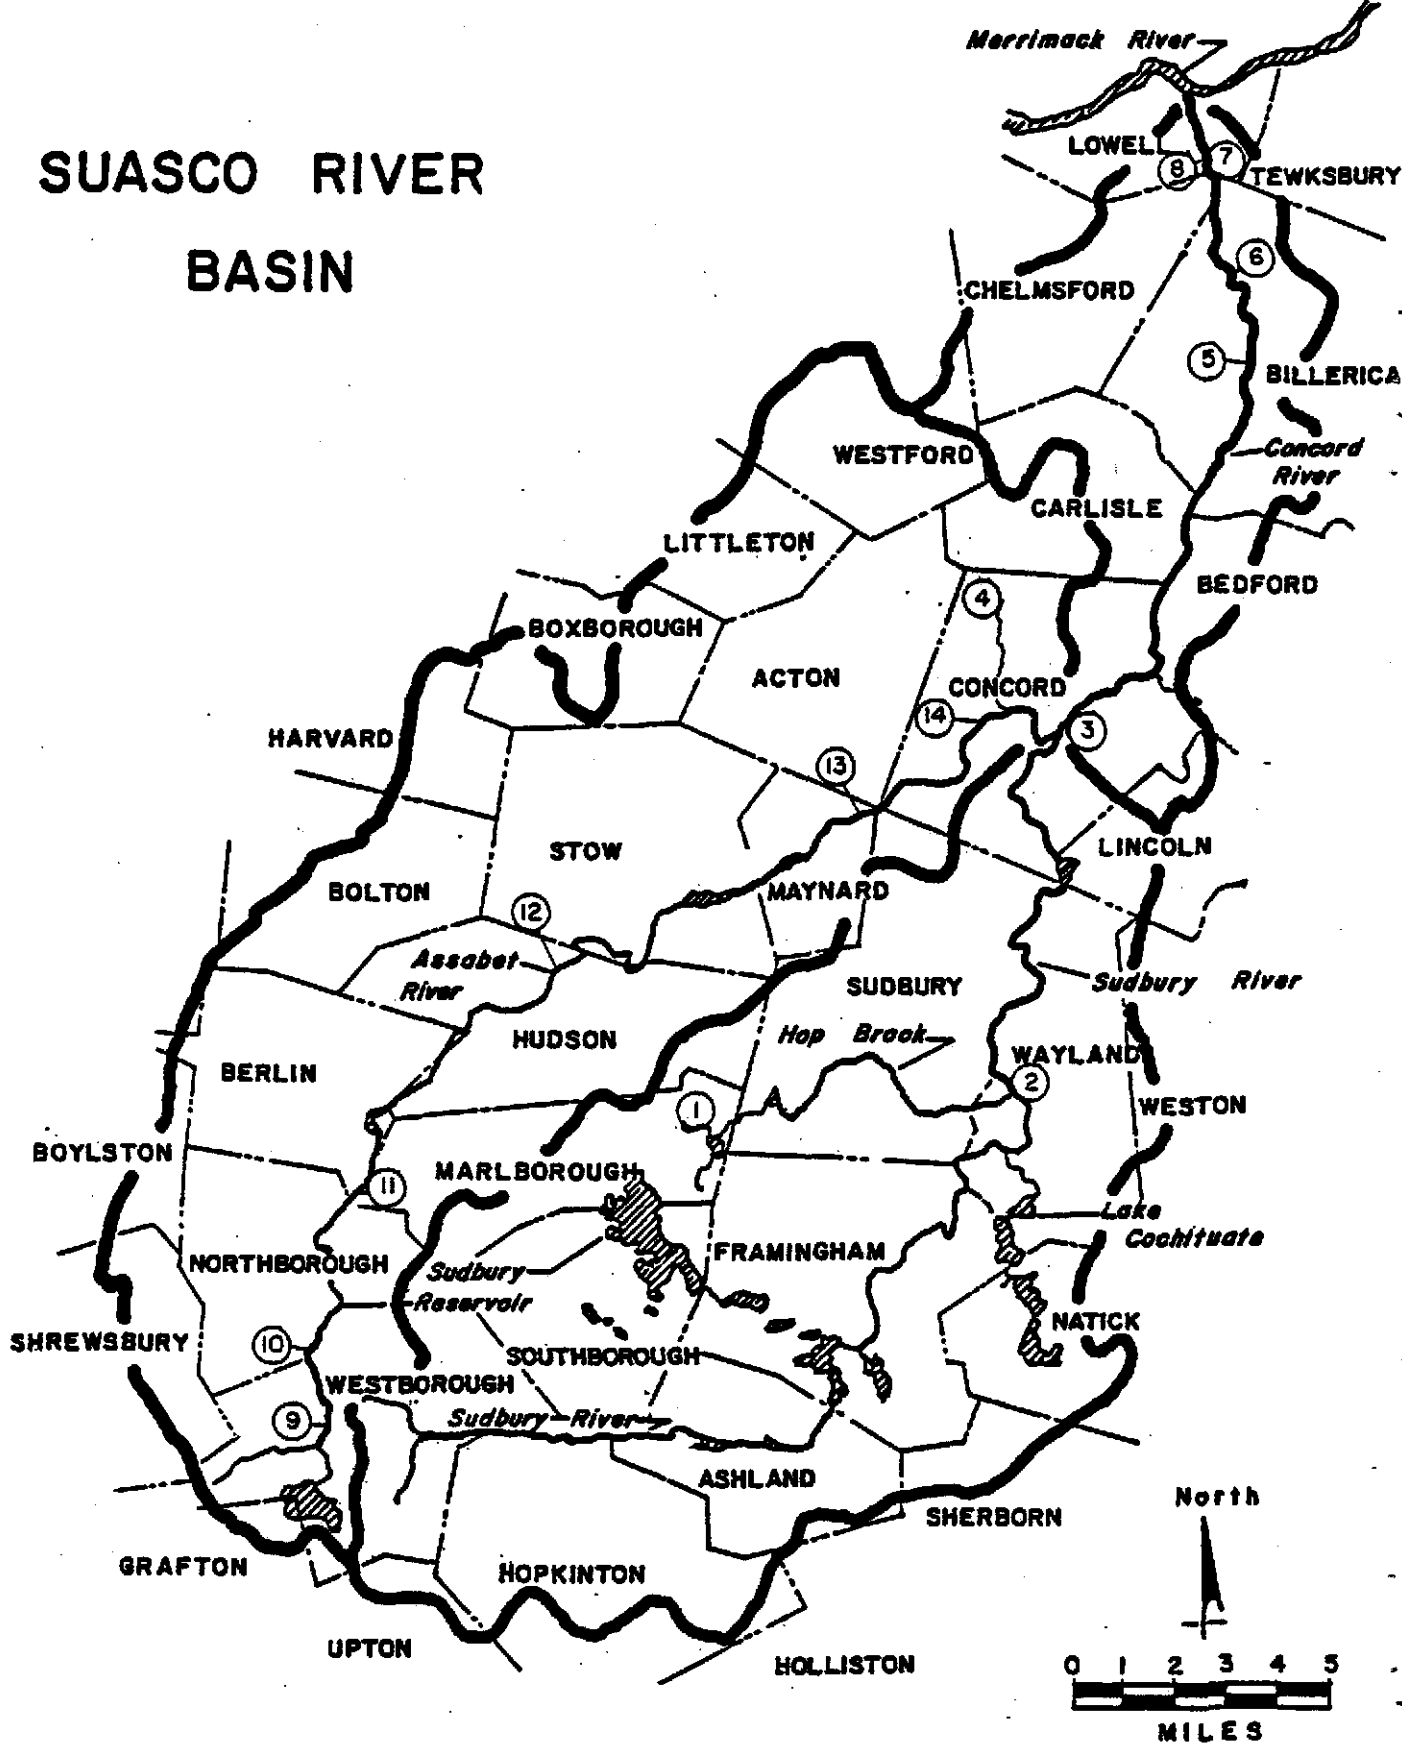 Merrimack River
LOWELL
8
7
TEWKSBURY
SUASCO RIVER
BASIN
6
CHELMSFORD
5
BILLERICA
Concord
River
WESTFORD
CARLISLE
LITTLETON
BEDFORD
4
BOXBOROUGH
ACTON
CONCORD
14
3
HARVARD
13
STOW
LINCOLN
BOLTON
MAYNARD
12
Assabet
River
SUDBURY
Sudbury River
HUDSON
Hop Brook
WAYLAND
BERLIN
2
1
WESTON
BOYLSTON
MARLBOROUGH
11
Lake
Cochituate
NORTHBOROUGH
FRAMINGHAM
Sudbury
Reservoir
NATICK
SHREWSBURY
10
SOUTHBOROUGH
WESTBOROUGH
9
Sudbury River
ASHLAND
North
SHERBORN
GRAFTON
HOPKINTON
UPTON
HOLLISTON
0 1 2 3 4 5
MILES